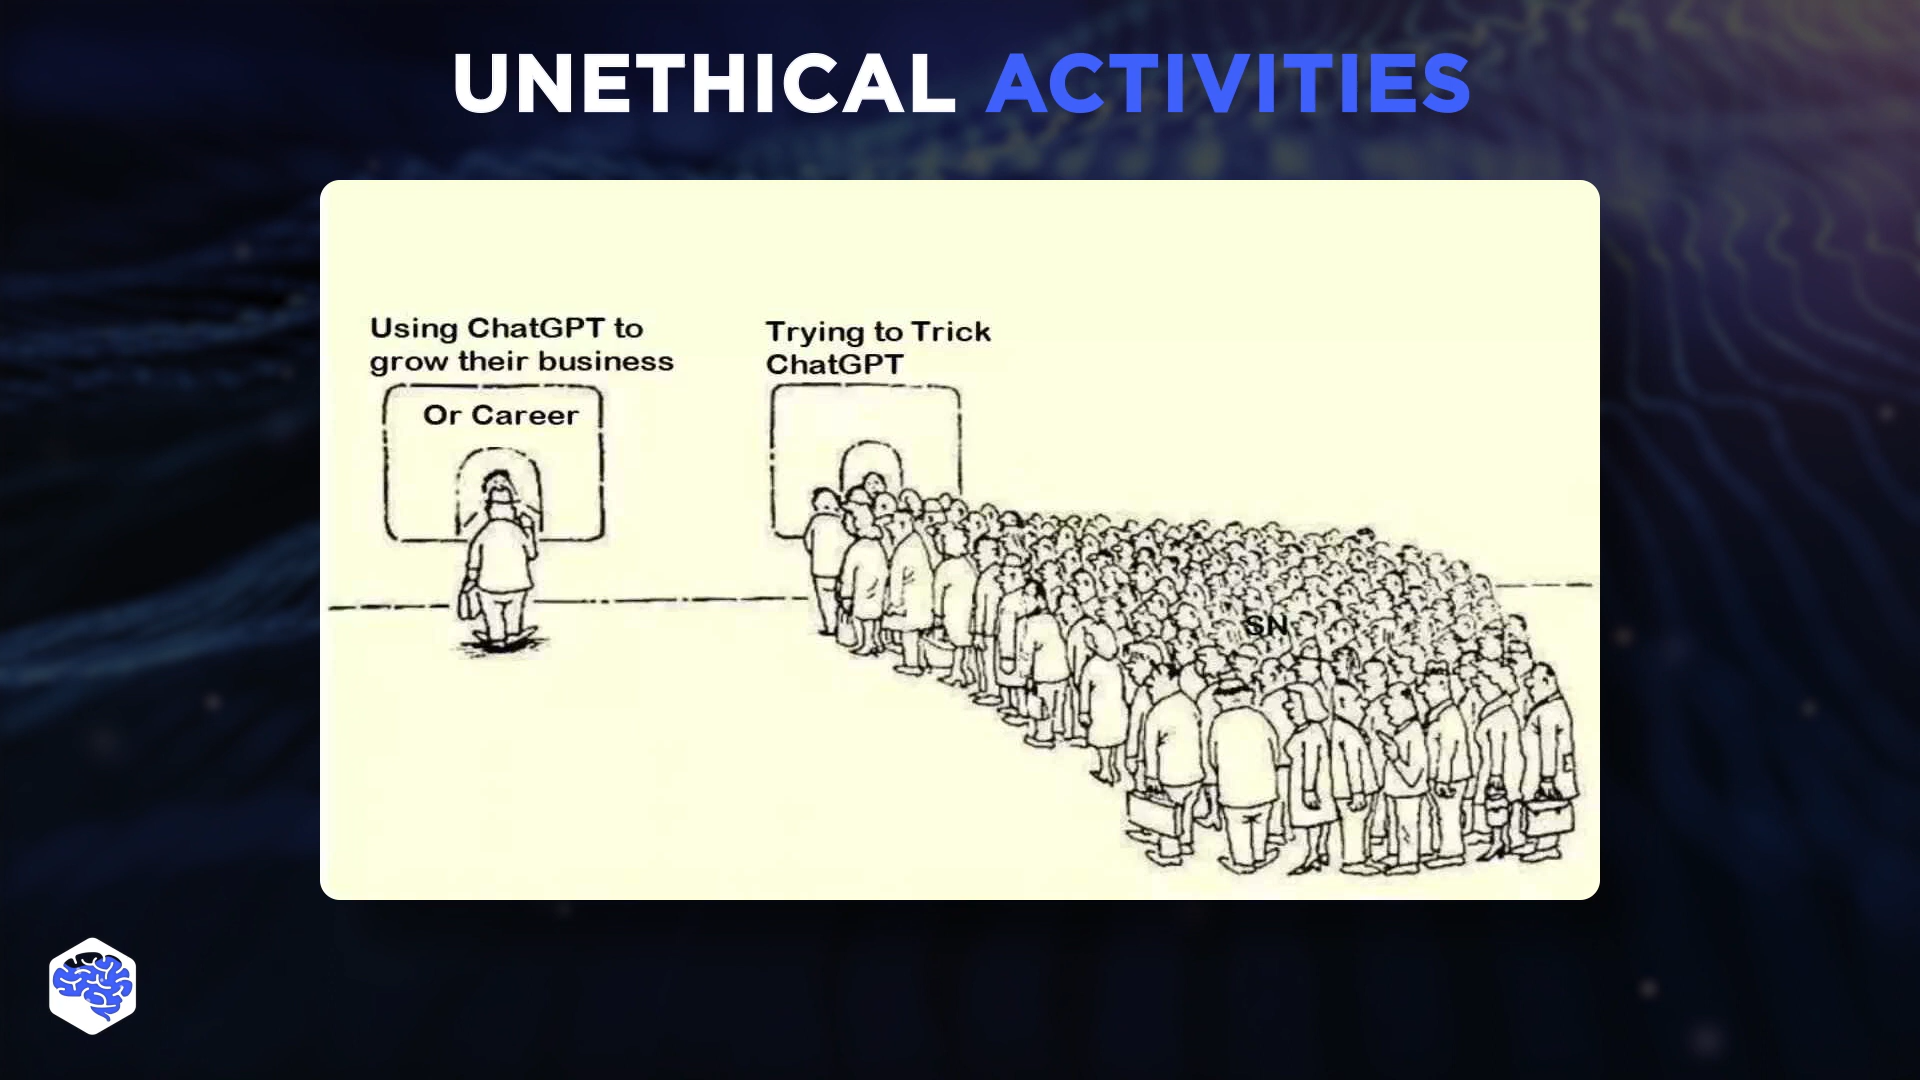 UNETHICAL ACTIVITIES
Using ChatGPT to
grow their business
Or Career
Trying to Trick
ChatGPT
SN